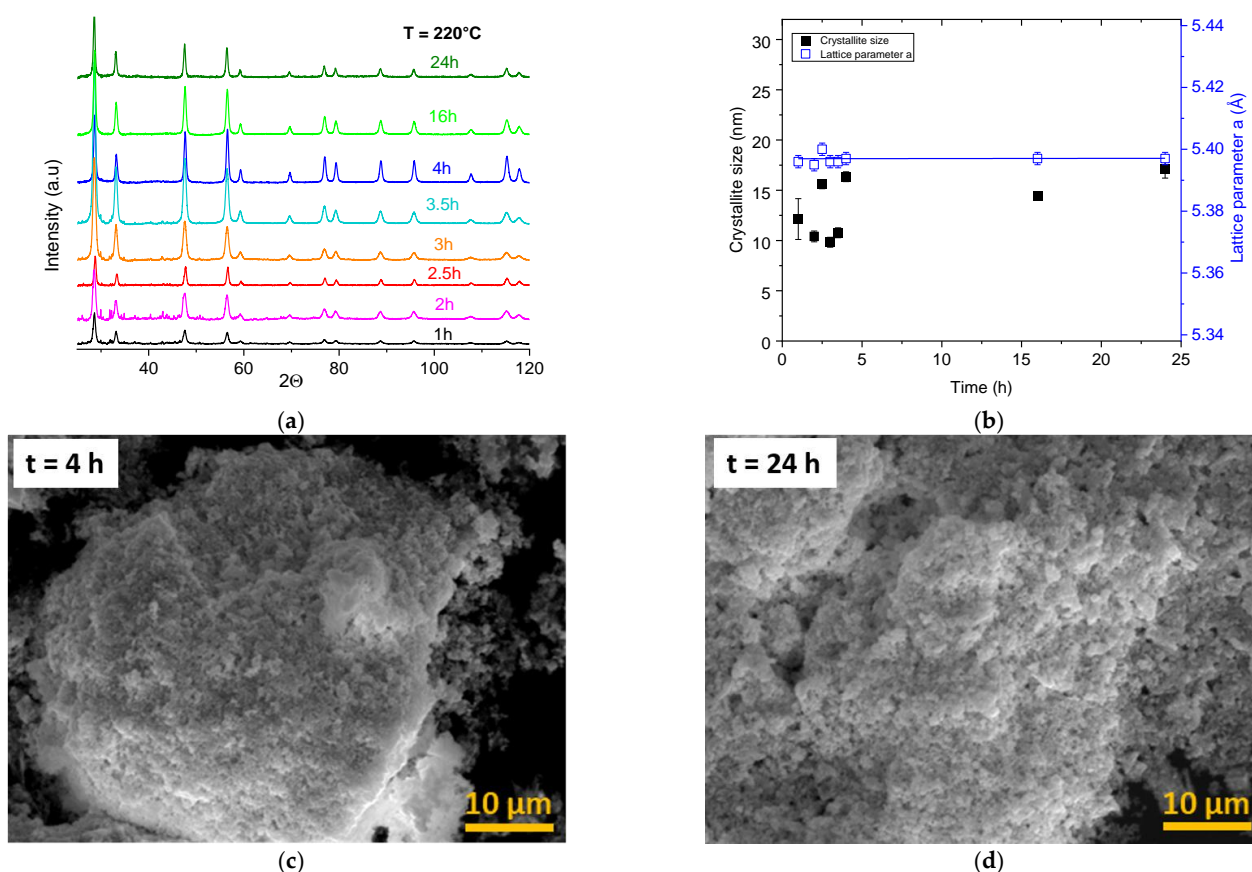 T = 220°C
24h
16h
4h
3.5h
3h
2.5h
2h
1h
Intensity (a.u)
40 60 80 100 120
2Θ
(a)
Crystallite size
Lattice parameter a
30
25
20
15
10
5
0
Crystallite size (nm)
5.44
5.42
5.40
5.38
5.36
5.34
Lattice parameter a (Å)
0 5 10 15 20 25
Time (h)
(b)
t = 4 h
10 µm
(c)
t = 24 h
10 µm
(d)